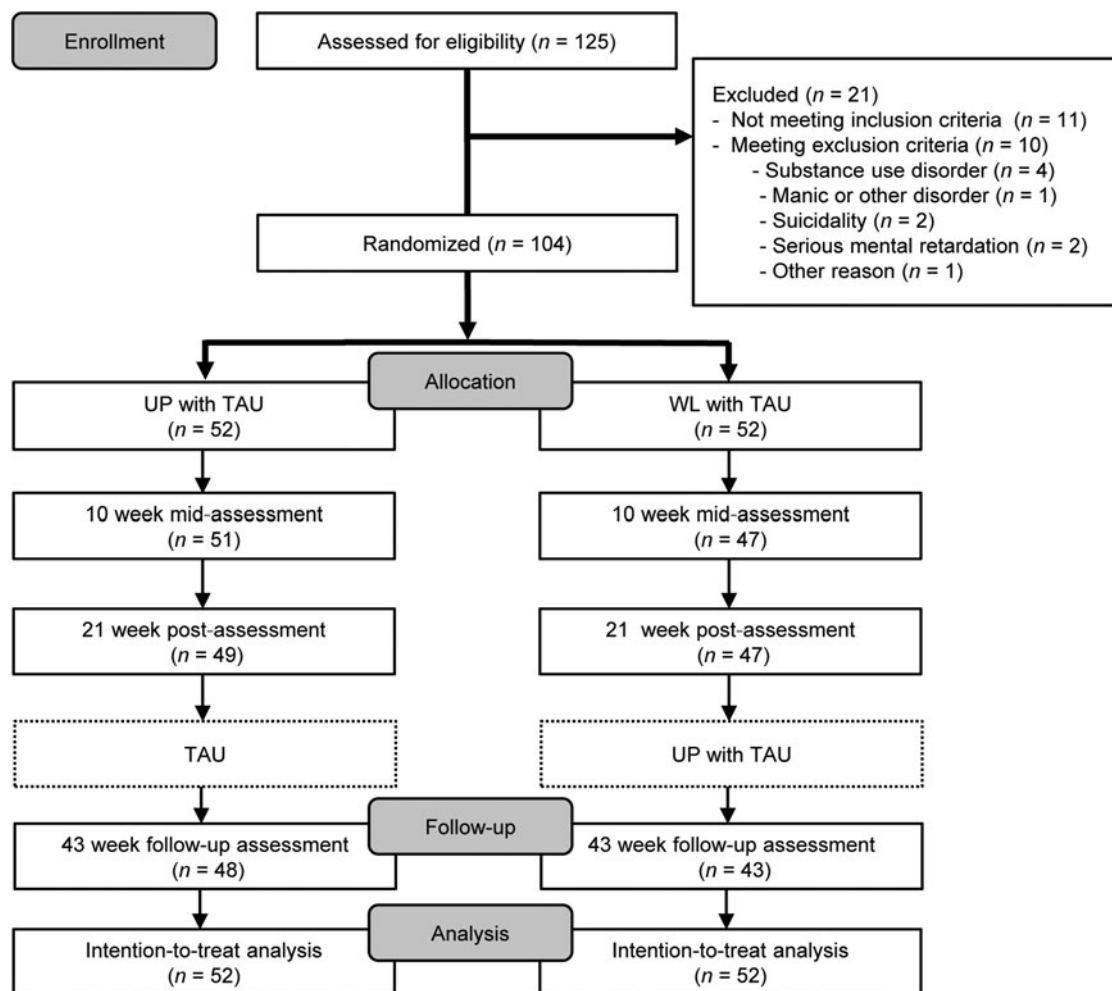 Enrollment
Assessed for eligibility (n = 125)
Excluded (n = 21)
- Not meeting inclusion criteria (n = 11)
- Meeting exclusion criteria (n = 10)
- Substance use disorder (n = 4)
- Manic or other disorder (n = 1)
- Suicidality (n = 2)
- Serious mental retardation (n = 2)
- Other reason (n = 1)
Randomized (n = 104)
Allocation
UP with TAU
(n = 52)
WL with TAU
(n = 52)
10 week mid-assessment
(n = 51)
10 week mid-assessment
(n = 47)
21 week post-assessment
(n = 49)
21 week post-assessment
(n = 47)
TAU
UP with TAU
Follow-up
43 week follow-up assessment
(n = 48)
43 week follow-up assessment
(n = 43)
Analysis
Intention-to-treat analysis
(n = 52)
Intention-to-treat analysis
(n = 52)